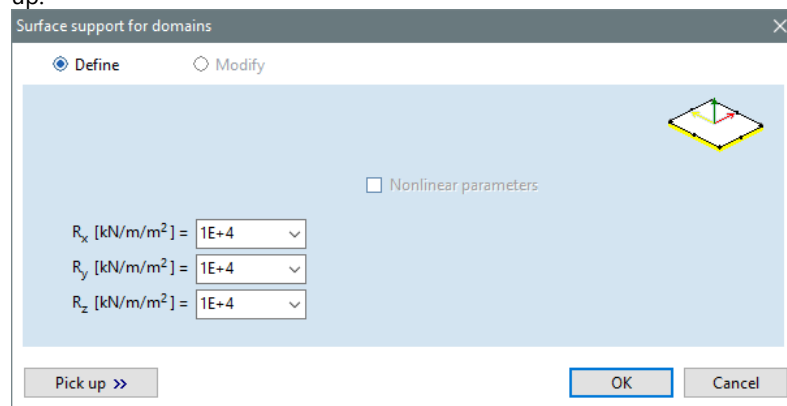 up.
Surface support for domains
Define Modify
Nonlinear parameters
Rx [kN/m/m²] = 1E+4
Ry [kN/m/m²] = 1E+4
Rz [kN/m/m²] = 1E+4
Pick up >> OK Cancel